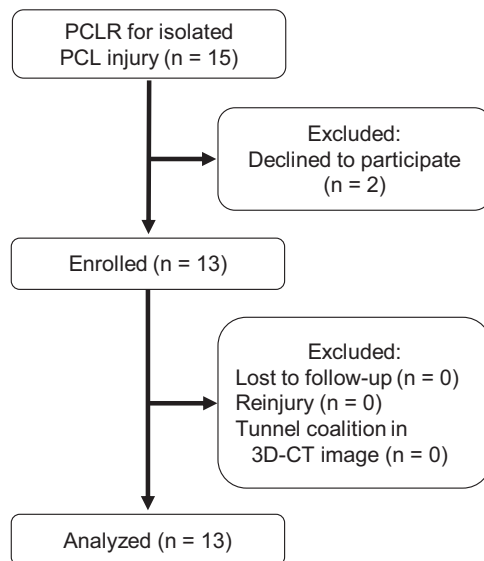 PCLR for isolated
PCL injury (n = 15)
Excluded:
Declined to participate
(n = 2)
Enrolled (n = 13)
Excluded:
Lost to follow-up (n = 0)
Reinjury (n = 0)
Tunnel coalition in
3D-CT image (n = 0)
Analyzed (n = 13)